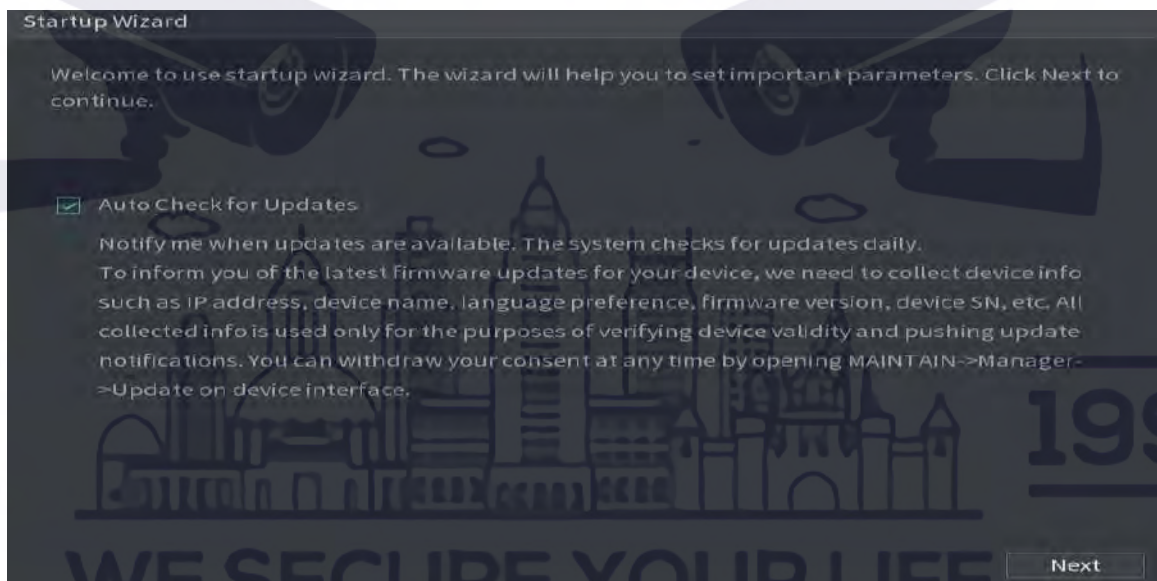 Startup Wizard
Welcome to use startup wizard. The wizard will help you to set important parameters. Click Next to
continue.
Auto Check for Updates
Notify me when updates are available. The system checks for updates daily.
To inform you of the latest firmware updates for your device, we need to collect device info
such as IP address, device name, language preference, firmware version, device SN, etc. All
collected info is used only for the purposes of verifying device validity and pushing update
notifications. You can withdraw your consent at any time by opening MAINTAIN->Manager-
>Update on device interface.
199
WE SECURE YOUR LIFE
Next